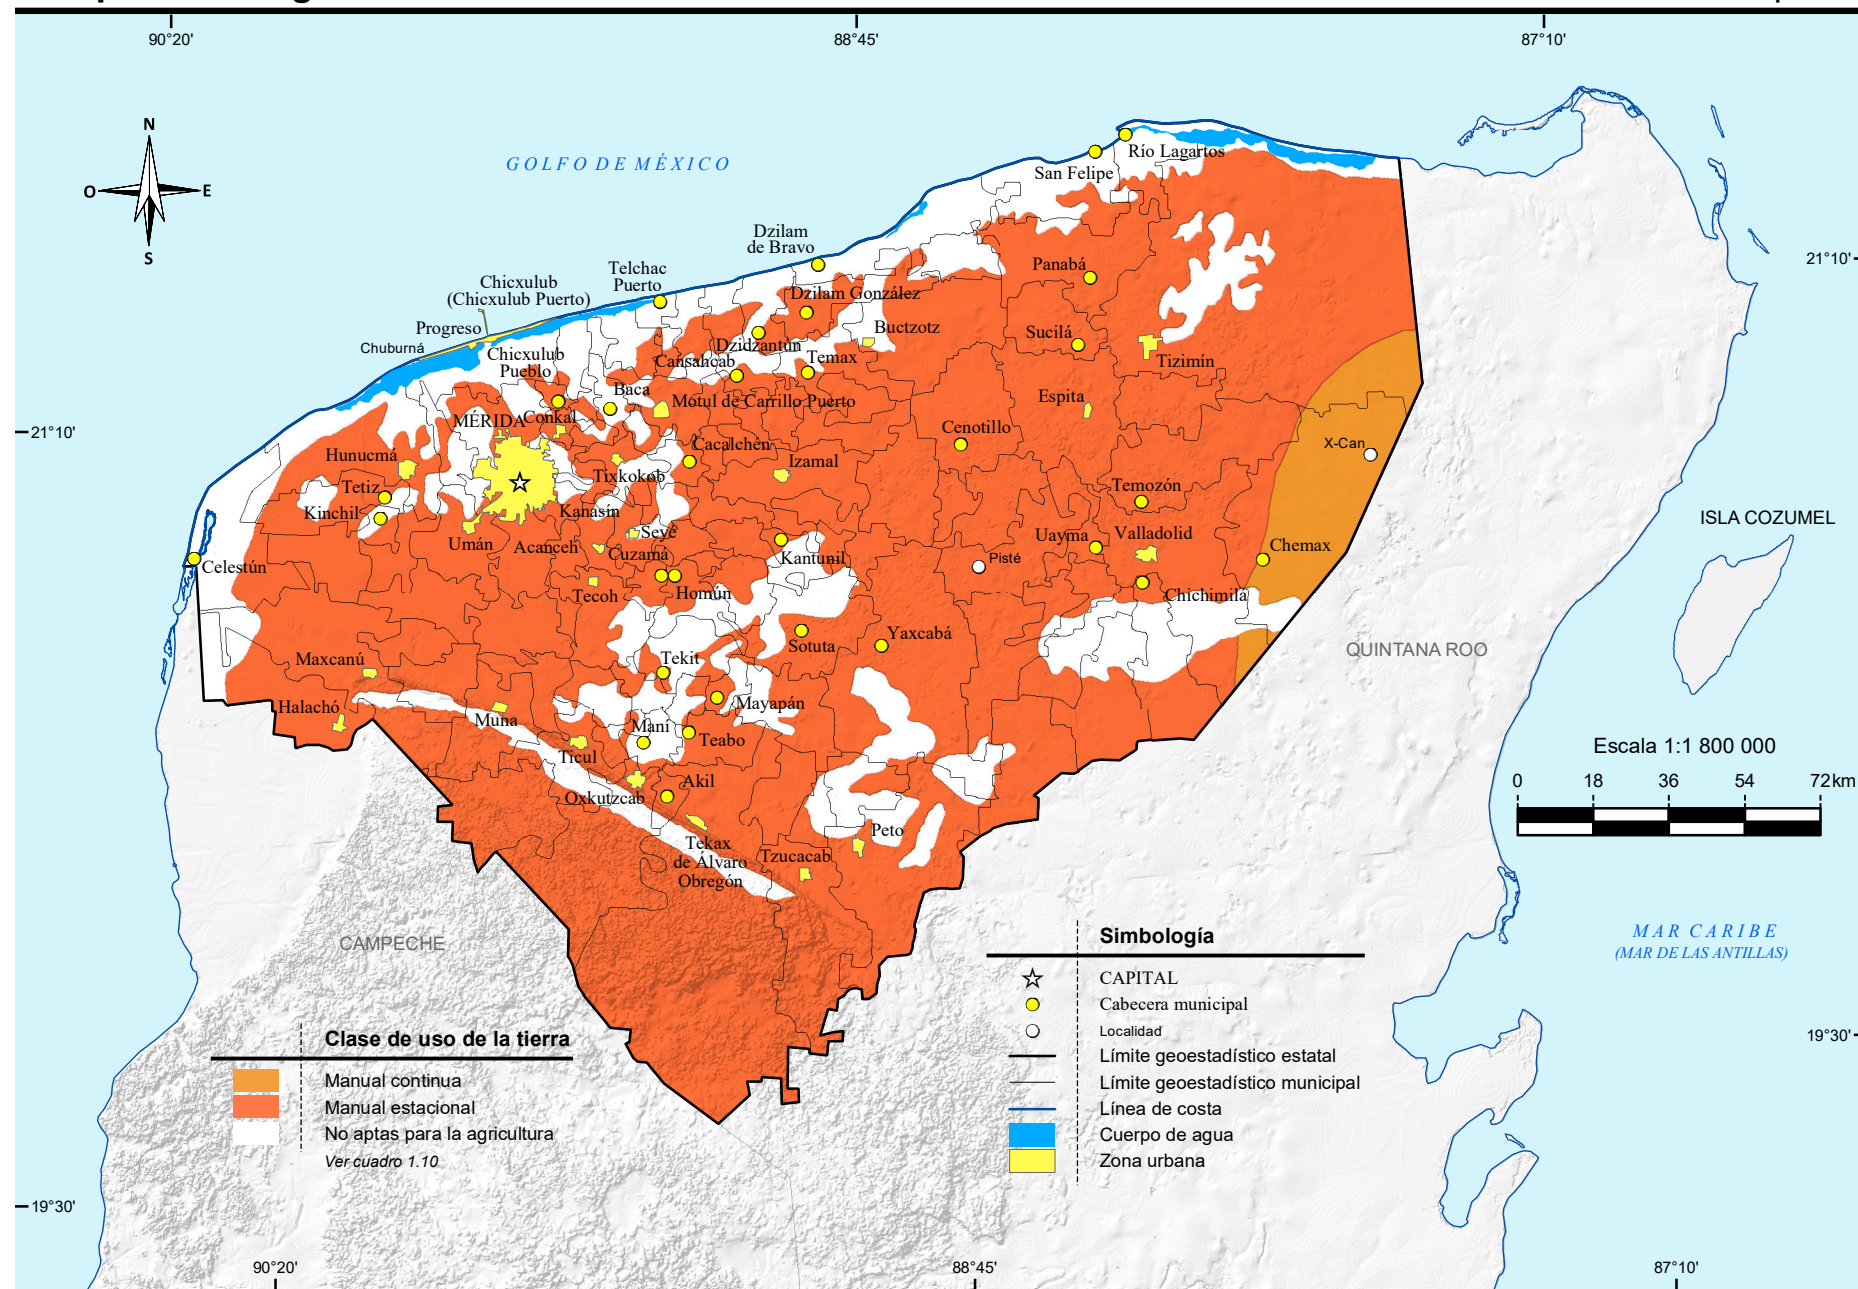 90°20'
88°45'
87°10'
N
O
E
S
GOLFO DE MÉXICO
Río Lagartos
San Felipe
Dzilam
de Bravo
21°10'
Panabá
Telchac
Puerto
Chicxulub
(Chicxulub Puerto)
Dzilam González
Progreso
Buctzotz
Sucilá
Chuburná
Dzidzantún
Chicxulub
Pueblo
Cansahcab
Temax
Tizimín
Baca
Motul de Carrillo Puerto
Espita
MÉRIDA
Conkal
21°10'
Cenotillo
X-Can
Cacalchén
Hunucmá
Izamal
Tixkokob
Tetiz
Temozón
Kinchil
Kanasín
ISLA COZUMEL
Seyé
Uayma
Valladolid
Umán
Acanceh
Cuzamá
Kantunil
Pisté
Chemax
Celestún
Tecoh
Homún
Chichimilá
Yaxcabá
Sotuta
QUINTANA ROO
Maxcanú
Tekit
Mayapán
Halachó
Muna
Maní
Teabo
Ticul
Escala 1:1 800 000
0 18 36 54 72km
Akil
Oxkutzcab
Peto
Tekax
de Álvaro
Obregón
Tzucacab
CAMPECHE
MAR CARIBE
(MAR DE LAS ANTILLAS)
Simbología
CAPITAL
Cabecera municipal
Localidad
Límite geoestadístico estatal
Límite geoestadístico municipal
Línea de costa
Cuerpo de agua
Zona urbana
Clase de uso de la tierra
Manual continua
Manual estacional
No aptas para la agricultura
Ver cuadro 1.10
19°30'
19°30'
90°20'
88°45'
87°10'